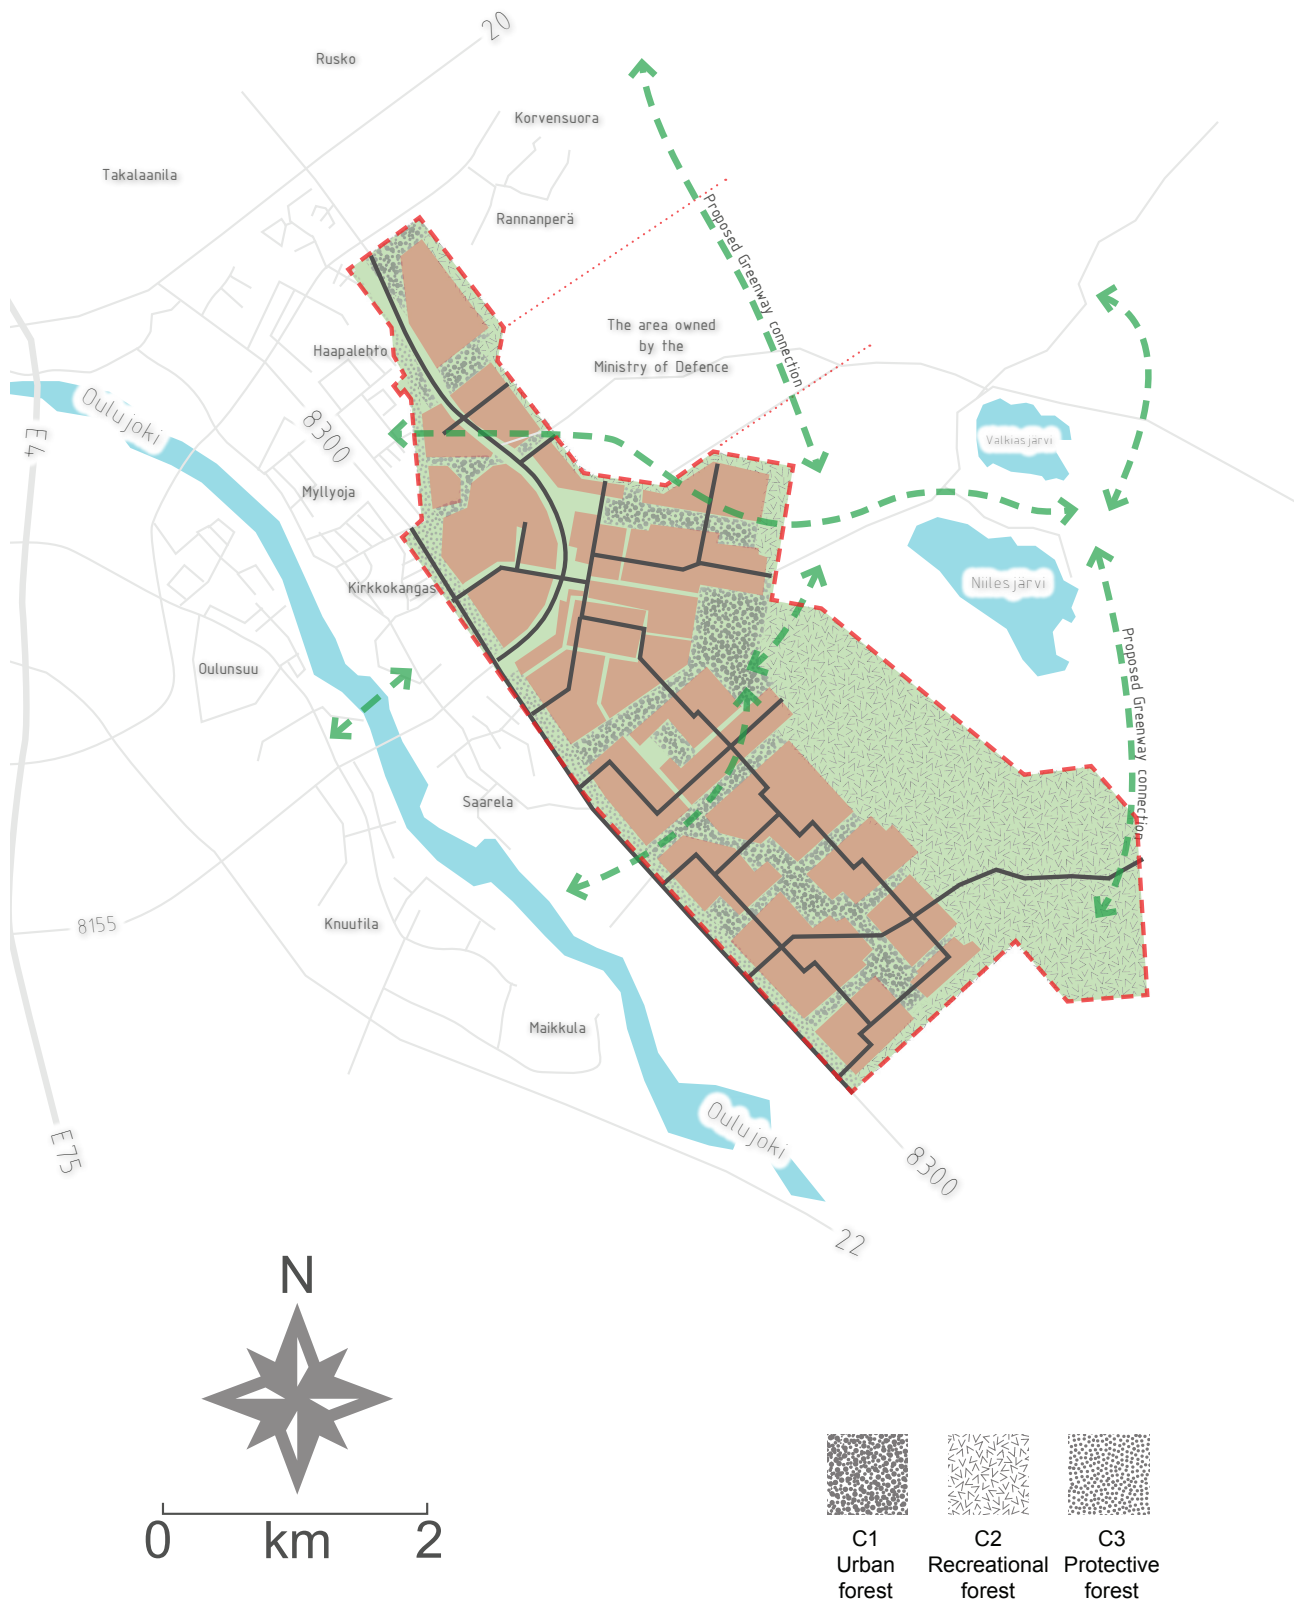 20
Rusko
Korvensuora
Takalaanila
Rannanperä
Proposed Greenway connection
The area owned
by the
Ministry of Defence
Haapalehto
Oulujoki
8300
E4
Valkiasjärvi
Myllyoja
Niilesjärvi
Kirkkokangas
Oulunsuu
Proposed Greenway connection
Saarela
8155
Knuutila
Maikkula
Oulujoki
E75
8300
22
N
0 km 2
C1
Urban
forest
C2
Recreational
forest
C3
Protective
forest